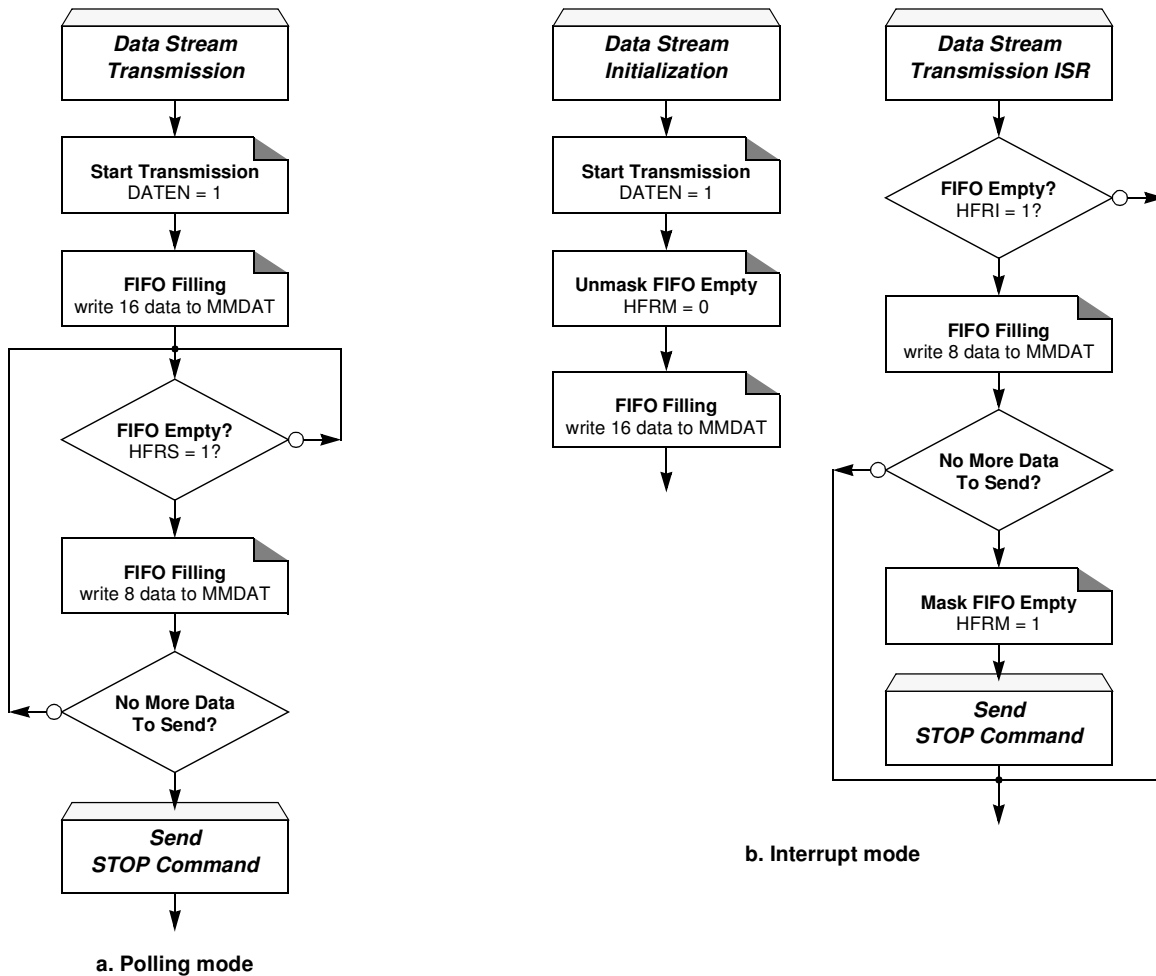 Data Stream
Transmission
Start Transmission
DATEN = 1
FIFO Filling
write 16 data to MMDAT
FIFO Empty?
HFRS = 1?
FIFO Filling
write 8 data to MMDAT
No More Data
To Send?
Send
STOP Command
a. Polling mode
Data Stream
Initialization
Start Transmission
DATEN = 1
Unmask FIFO Empty
HFRM = 0
FIFO Filling
write 16 data to MMDAT
Data Stream
Transmission ISR
FIFO Empty?
HFRI = 1?
FIFO Filling
write 8 data to MMDAT
No More Data
To Send?
Mask FIFO Empty
HFRM = 1
Send
STOP Command
b. Interrupt mode